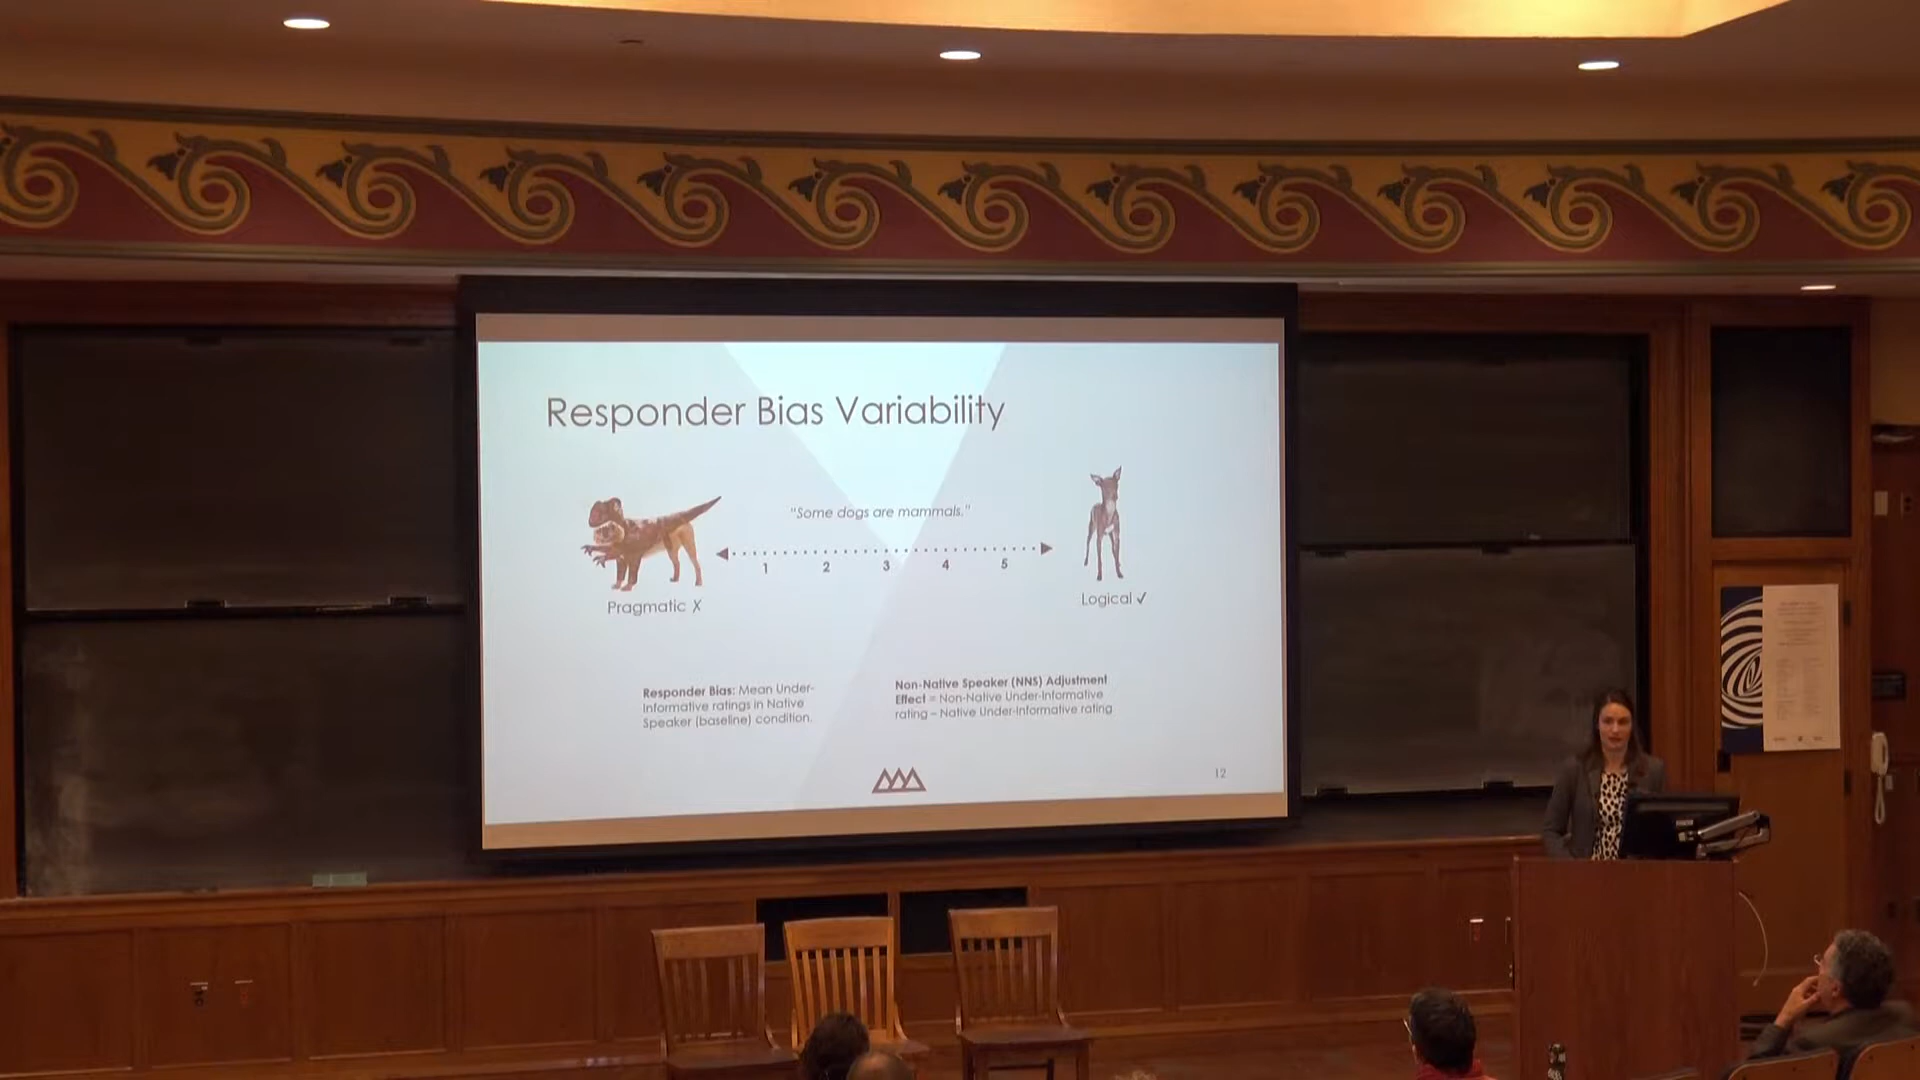 Responder Bias Variability
"Some dogs are mammals."
1 2 3 4 5
Pragmatic X
Logical ✓
Responder Bias: Mean Under-
Informative ratings in Native
Speaker (baseline) condition.
Non-Native Speaker (NNS) Adjustment
Effect = Non-Native Under-Informative
rating – Native Under-Informative rating
12